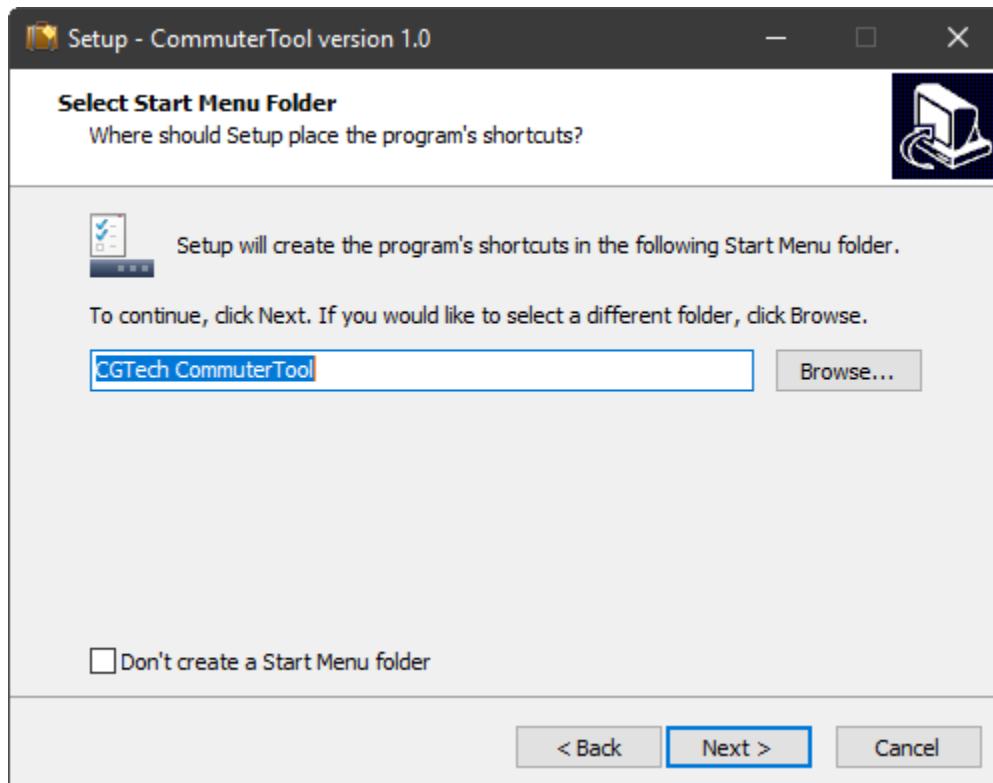 Setup - CommuterTool version 1.0
Select Start Menu Folder
Where should Setup place the program's shortcuts?
Setup will create the program's shortcuts in the following Start Menu folder.
To continue, click Next. If you would like to select a different folder, click Browse.
CGTech CommuterTool
Browse...
Don't create a Start Menu folder
< Back
Next >
Cancel